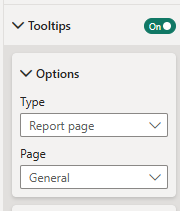 Tooltips On
Options
Type
Report page
Page
General